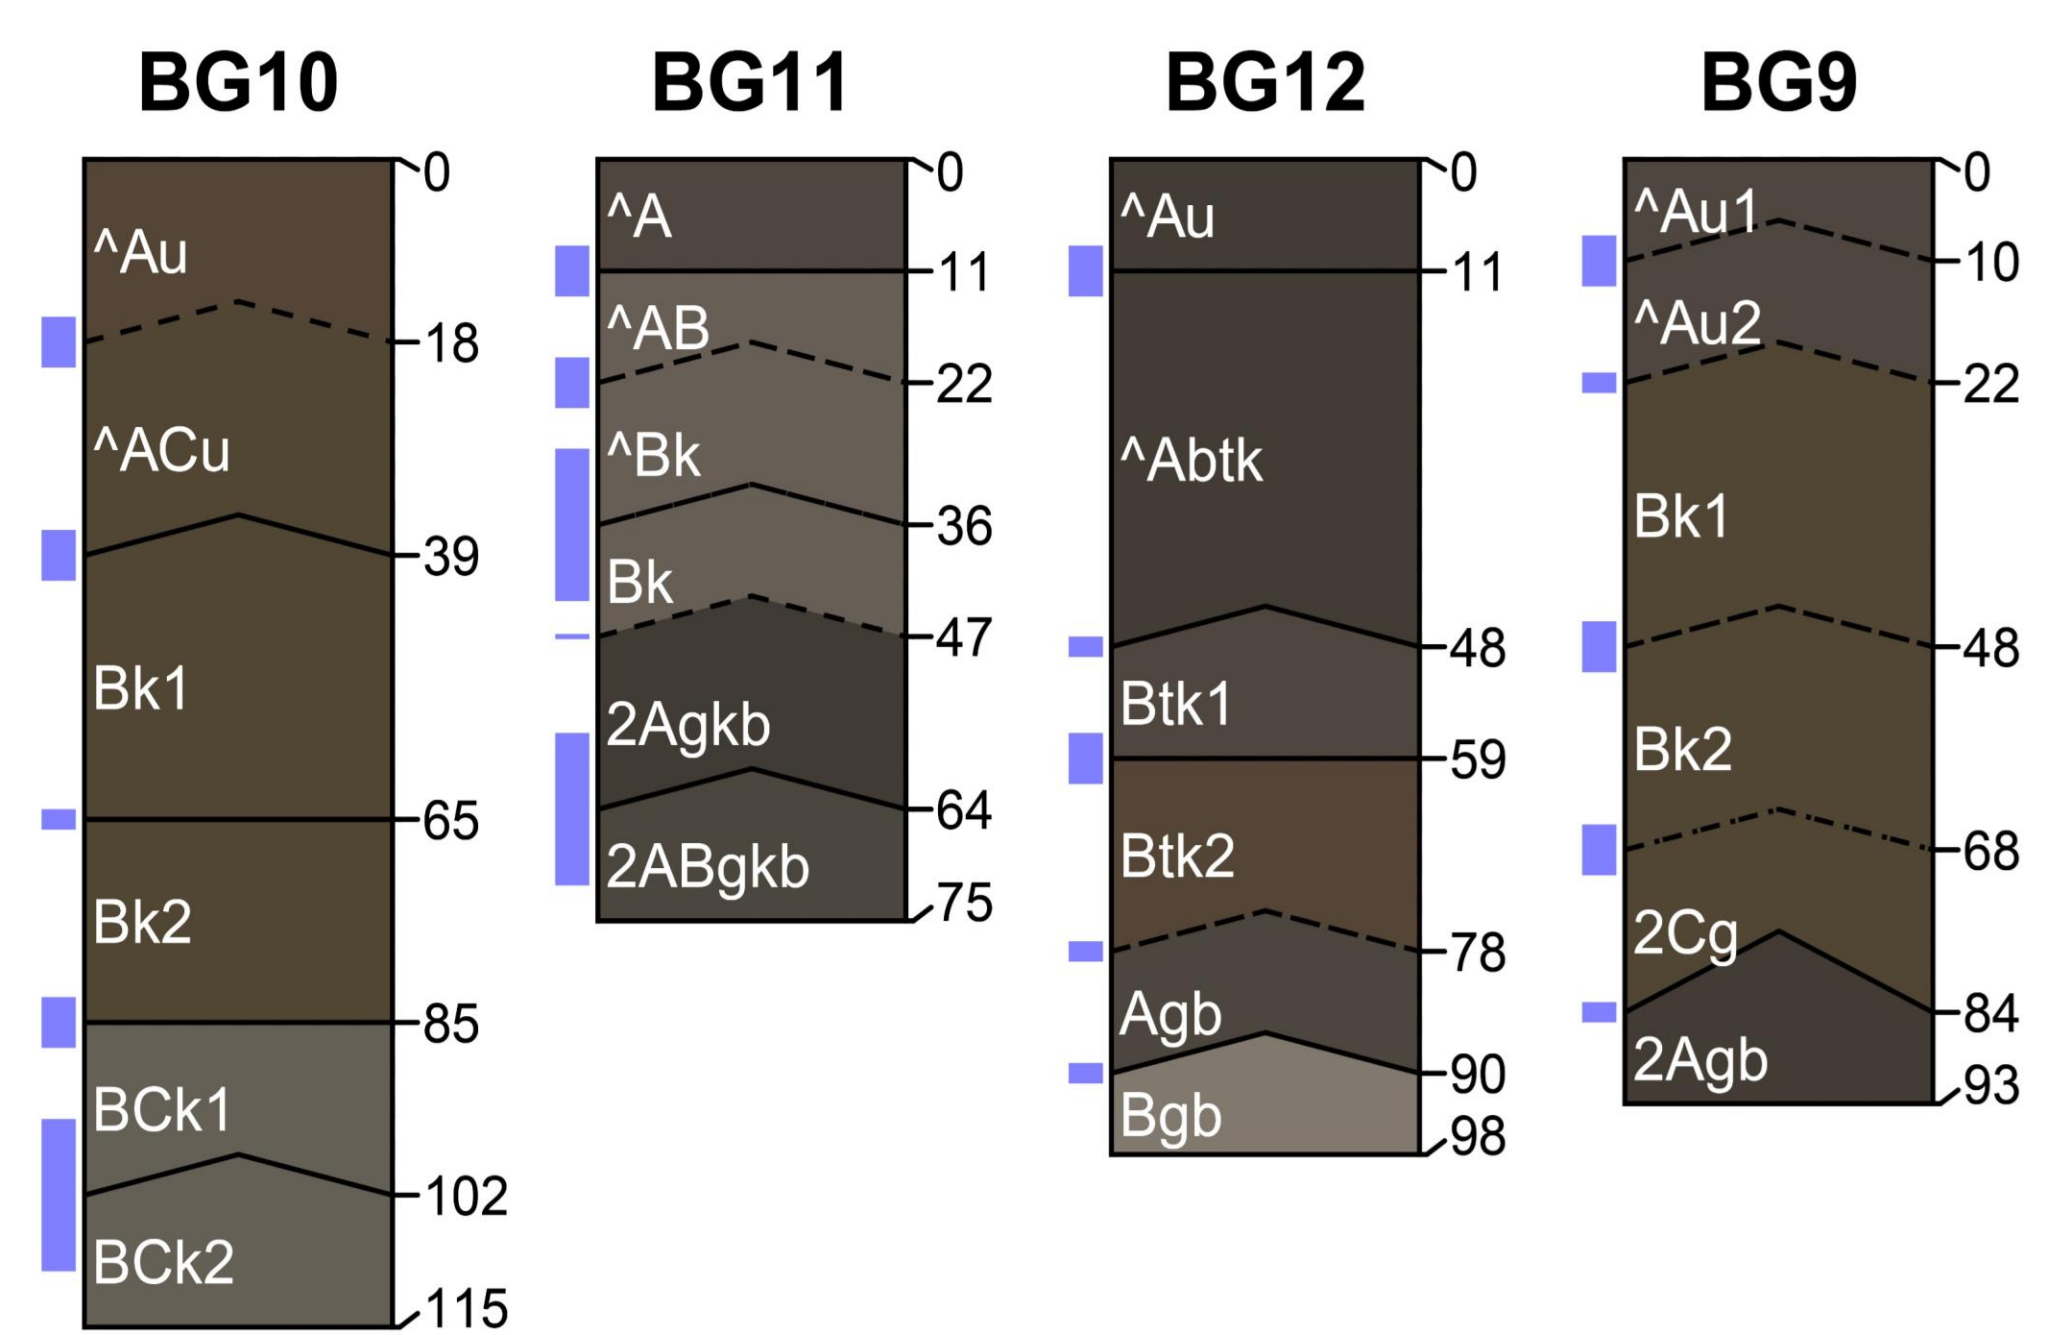 BG10
0
^Au
18
^ACu
39
Bk1
65
Bk2
85
BCk1
102
BCk2
115
BG11
0
^A
11
^AB
22
^Bk
36
Bk
47
2Agkb
64
2ABgkb
75
BG12
0
^Au
11
^Abtk
48
Btk1
59
Btk2
78
Agb
90
Bgb
98
BG9
0
^Au1
10
^Au2
22
Bk1
48
Bk2
68
2Cg
84
2Agb
93